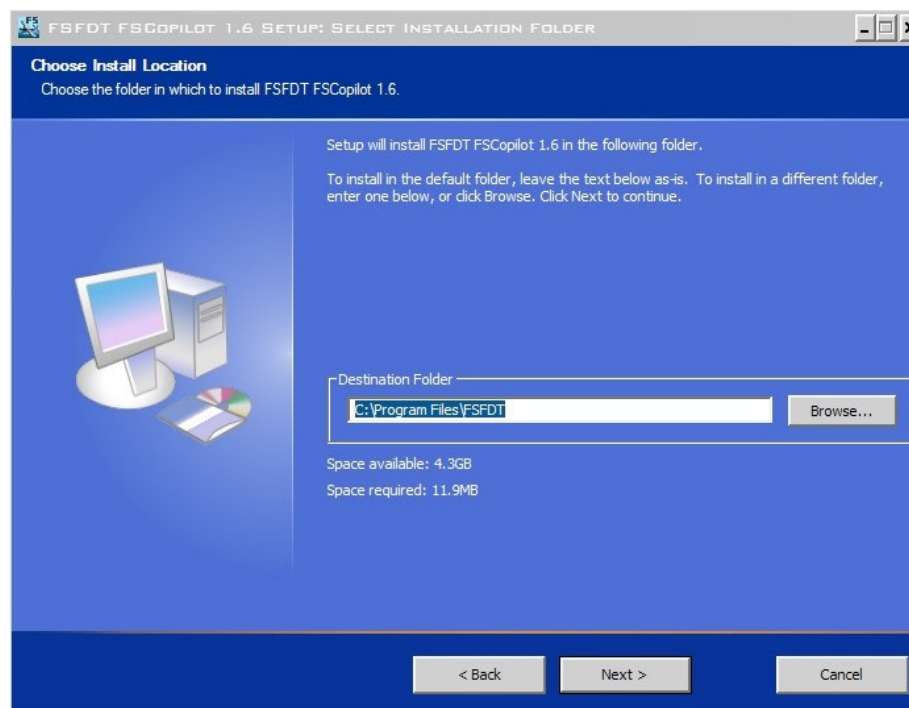 FSFDT FSCopilot 1.6 Setup: Select Installation Folder
Choose Install Location
Choose the folder in which to install FSFDT FSCopilot 1.6.
Setup will install FSFDT FSCopilot 1.6 in the following folder.
To install in the default folder, leave the text below as-is. To install in a different folder,
enter one below, or click Browse. Click Next to continue.
Destination Folder
C:\Program Files\FSFDT
Browse...
Space available: 4.3GB
Space required: 11.9MB
< Back
Next >
Cancel